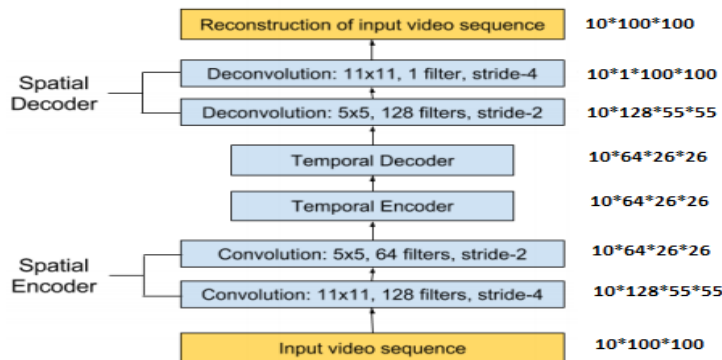 Reconstruction of input video sequence 10*100*100
Spatial
Decoder
Deconvolution: 11x11, 1 filter, stride-4 10*1*100*100
Deconvolution: 5x5, 128 filters, stride-2 10*128*55*55
Temporal Decoder 10*64*26*26
Temporal Encoder 10*64*26*26
Spatial
Encoder
Convolution: 5x5, 64 filters, stride-2 10*64*26*26
Convolution: 11x11, 128 filters, stride-4 10*128*55*55
Input video sequence 10*100*100